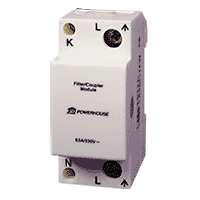 L
K
Filter/Coupler
Module
POWERHOUSE
63A/230V~
N
L